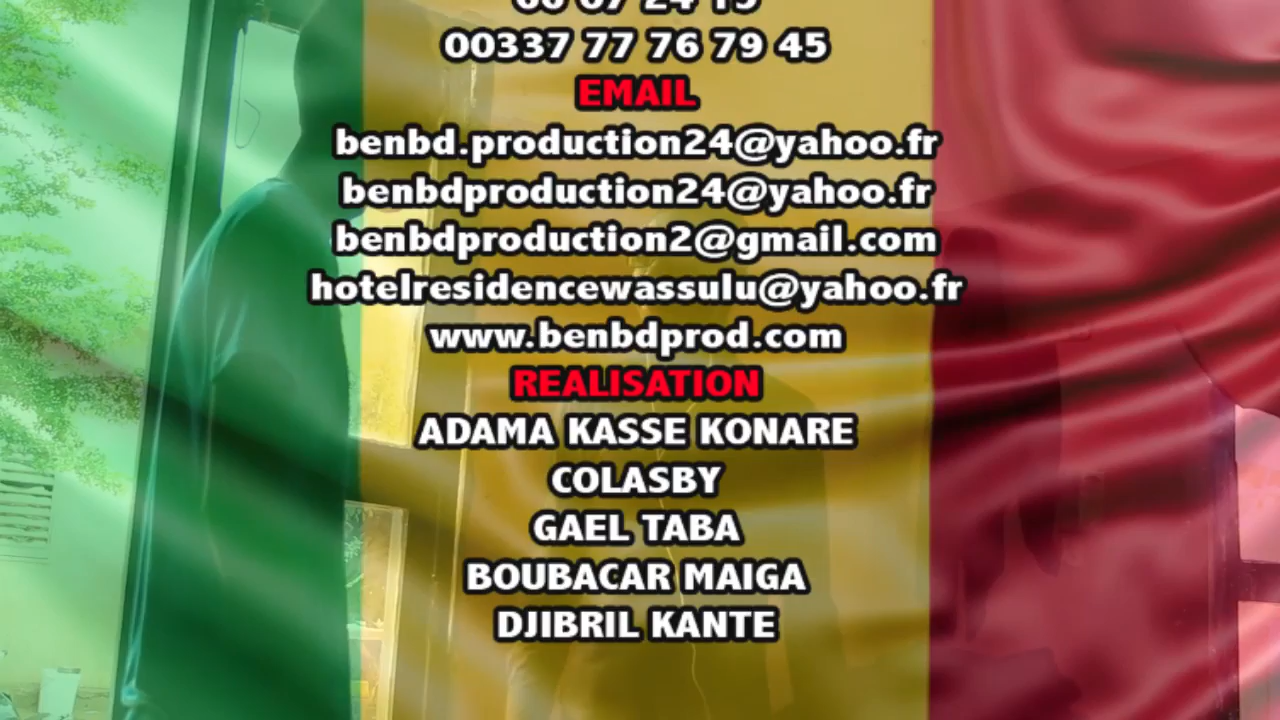 00337 77 76 79 45
EMAIL
benbd.production24@yahoo.fr
benbdproduction24@yahoo.fr
benbdproduction2@gmail.com
hotelresidencewassulu@yahoo.fr
www.benbdprod.com
REALISATION
ADAMA KASSE KONARE
COLASBY
GAEL TABA
BOUBACAR MAIGA
DJIBRIL KANTE